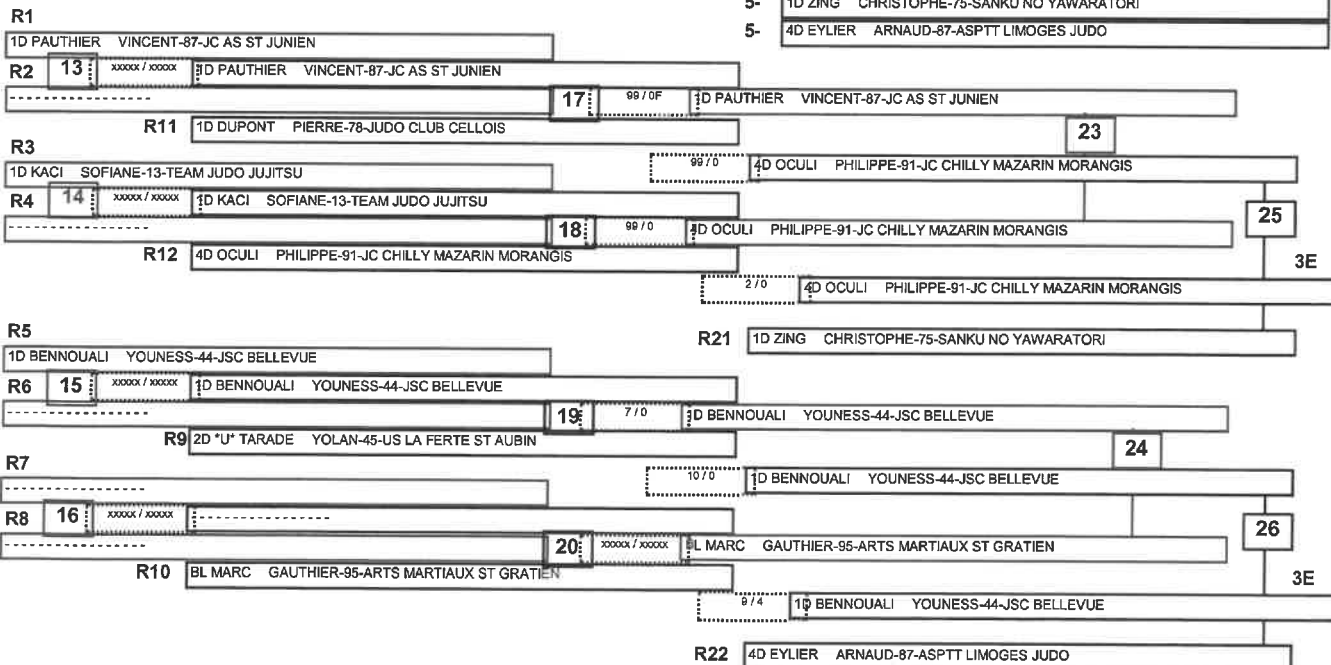 5- 1D ZING CHRISTOPHE-75-SANKU NO YAWARATORI
5- 4D EYLIER ARNAUD-87-ASPTT LIMOGES JUDO
R1
1D PAUTHIER VINCENT-87-JC AS ST JUNIEN
R2 13 xxxxx / xxxxx 1D PAUTHIER VINCENT-87-JC AS ST JUNIEN
- - - - - - - - - - - - - - - - - 17 99 / 0F 1D PAUTHIER VINCENT-87-JC AS ST JUNIEN
R11 1D DUPONT PIERRE-78-JUDO CLUB CELLOIS
23
R3
99 / 0 4D OCULI PHILIPPE-91-JC CHILLY MAZARIN MORANGIS
1D KACI SOFIANE-13-TEAM JUDO JUJITSU
R4 14 xxxxx / xxxxx 1D KACI SOFIANE-13-TEAM JUDO JUJITSU
25
- - - - - - - - - - - - - - - - - 18 99 / 0 4D OCULI PHILIPPE-91-JC CHILLY MAZARIN MORANGIS
R12 4D OCULI PHILIPPE-91-JC CHILLY MAZARIN MORANGIS
3E
2 / 0 4D OCULI PHILIPPE-91-JC CHILLY MAZARIN MORANGIS
R5
R21 1D ZING CHRISTOPHE-75-SANKU NO YAWARATORI
1D BENNOUALI YOUNESS-44-JSC BELLEVUE
R6 15 xxxxx / xxxxx 1D BENNOUALI YOUNESS-44-JSC BELLEVUE
- - - - - - - - - - - - - - - - - 19 7 / 0 1D BENNOUALI YOUNESS-44-JSC BELLEVUE
R9 2D *U* TARADE YOLAN-45-US LA FERTE ST AUBIN
24
R7
10 / 0 1D BENNOUALI YOUNESS-44-JSC BELLEVUE
- - - - - - - - - - - - - - - - -
R8 16 xxxxx / xxxxx - - - - - - - - - - - - - - - - -
26
- - - - - - - - - - - - - - - - - 20 xxxxx / xxxxx BL MARC GAUTHIER-95-ARTS MARTIAUX ST GRATIEN
R10 BL MARC GAUTHIER-95-ARTS MARTIAUX ST GRATIEN
3E
9 / 4 1D BENNOUALI YOUNESS-44-JSC BELLEVUE
R22 4D EYLIER ARNAUD-87-ASPTT LIMOGES JUDO